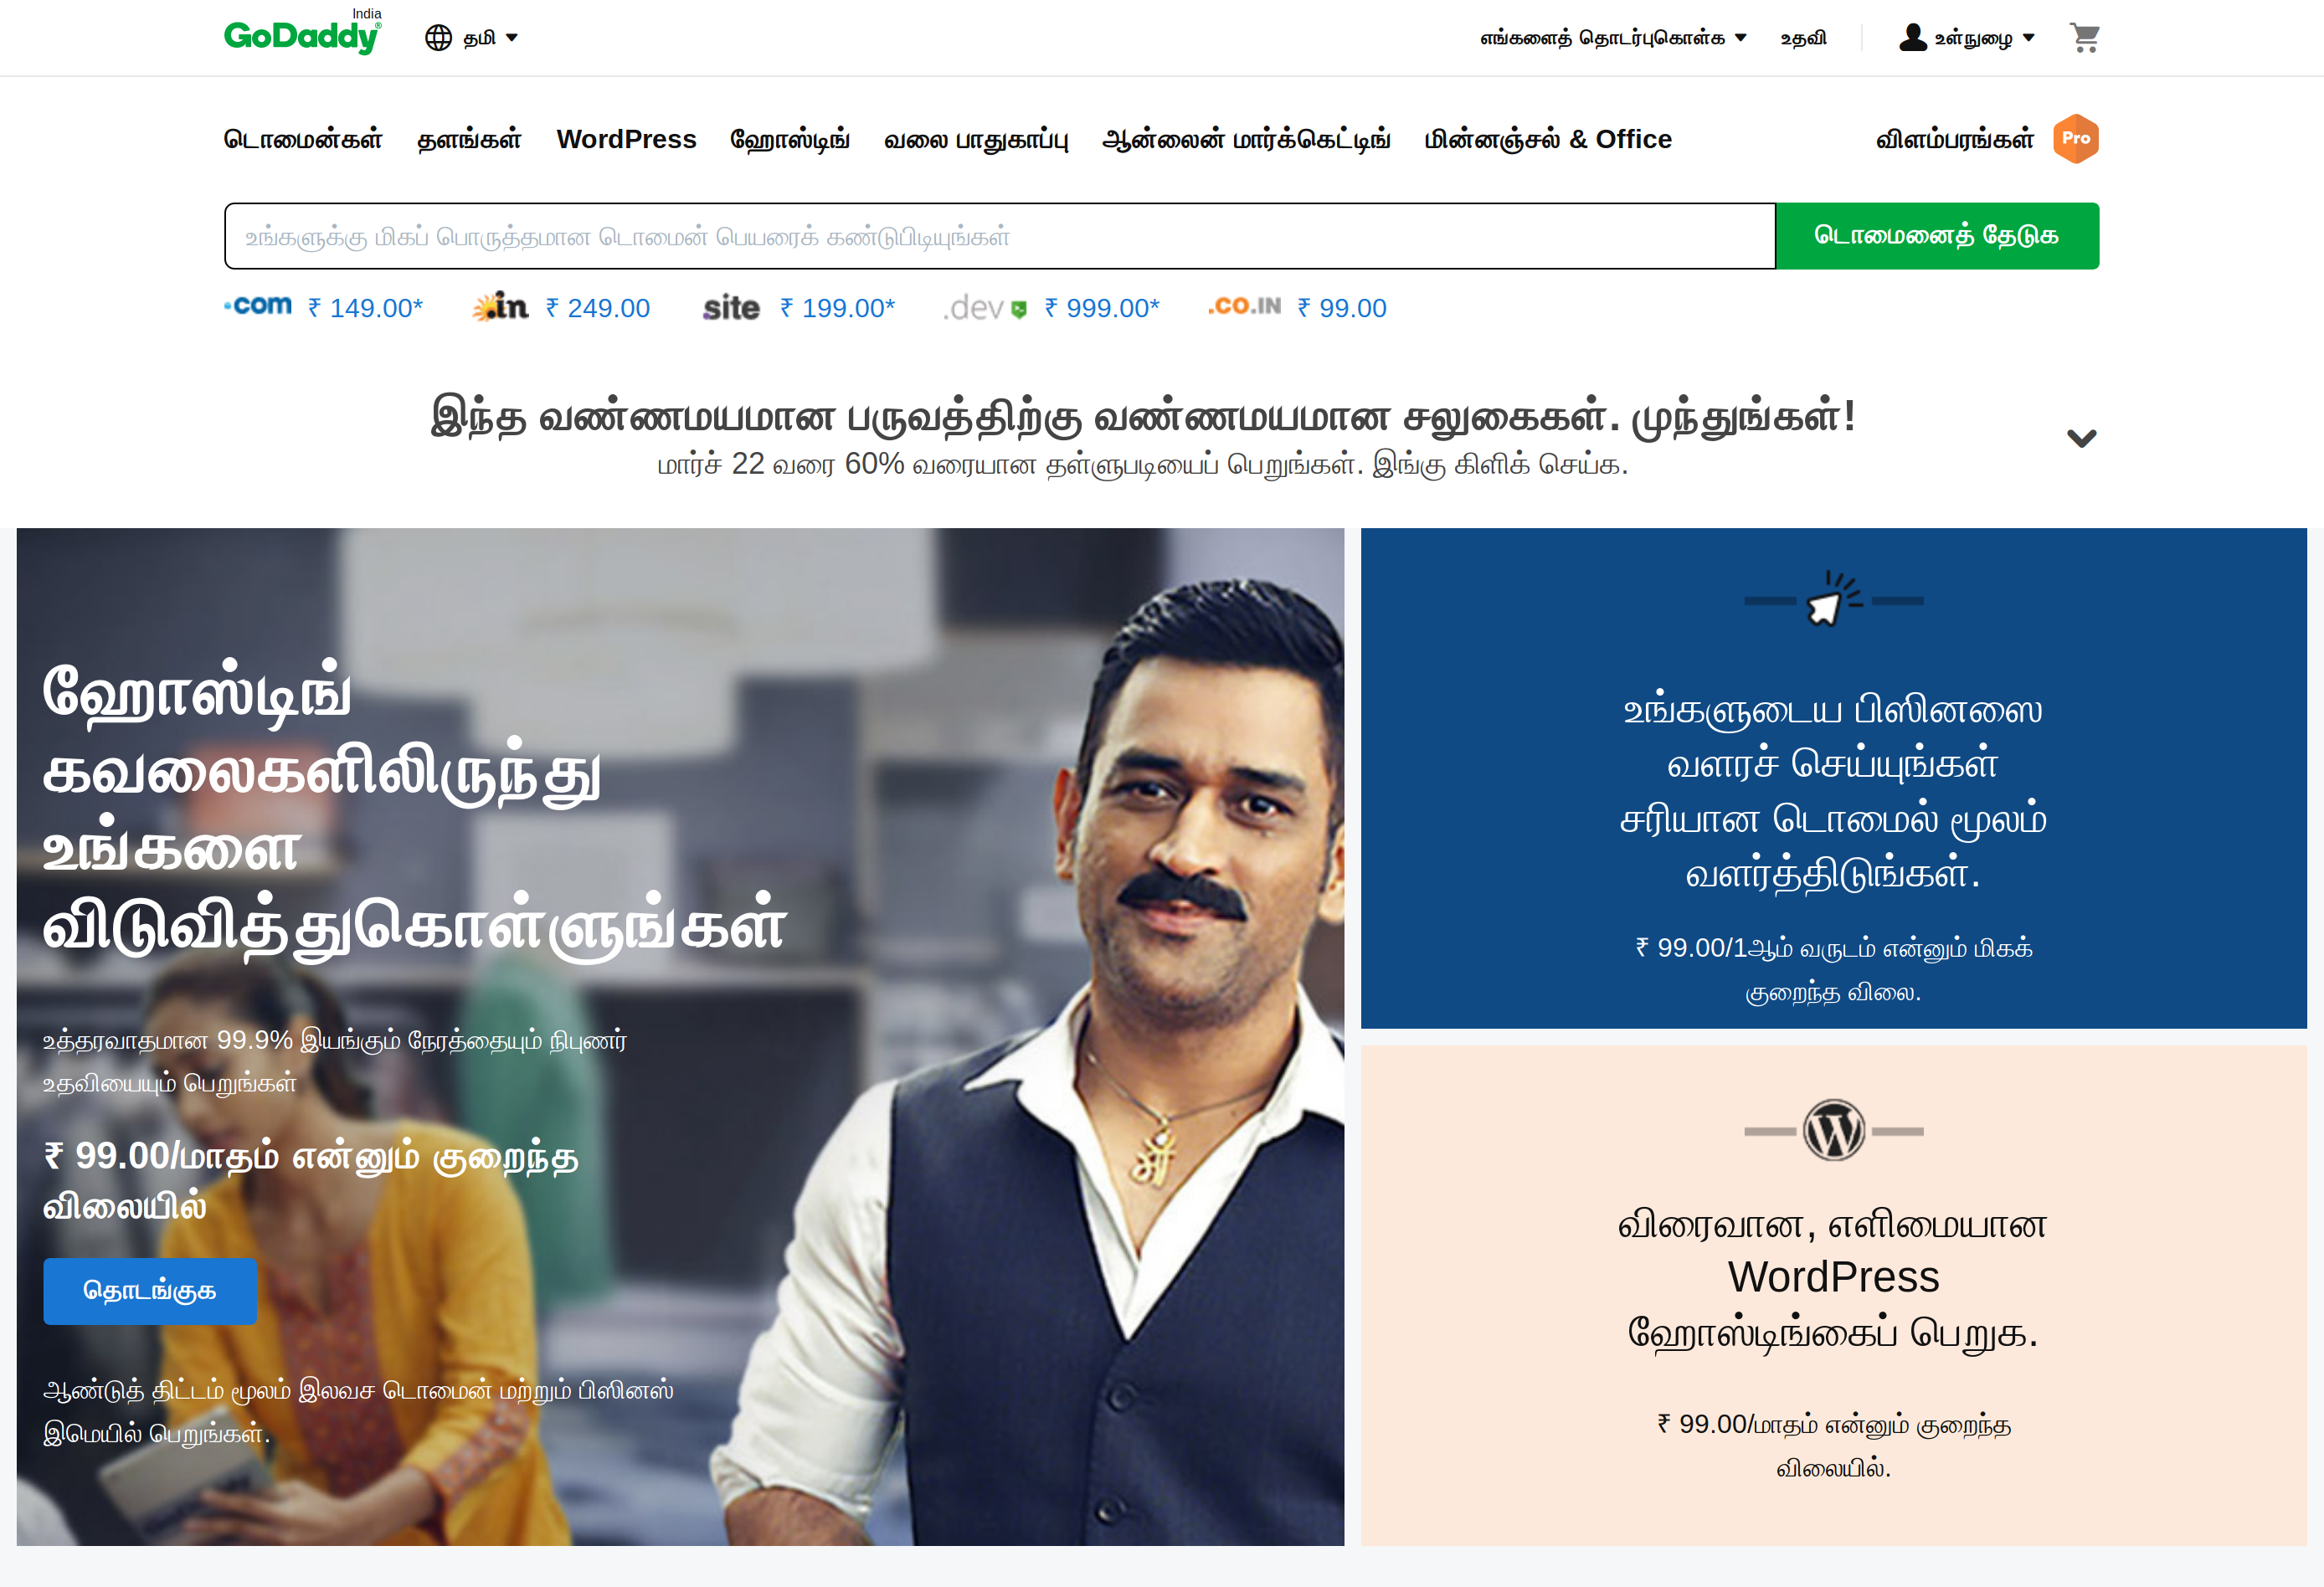 India
GoDaddy®
தமி
எங்களைத் தொடர்புகொள்க
உதவி
உள்நுழை
டொமைன்கள்
தளங்கள்
WordPress
ஹோஸ்டிங்
வலை பாதுகாப்பு
ஆன்லைன் மார்க்கெட்டிங்
மின்னஞ்சல் & Office
விளம்பரங்கள்
Pro
உங்களுக்கு மிகப் பொருத்தமான டொமைன் பெயரைக் கண்டுபிடியுங்கள்
டொமைனைத் தேடுக
.com ₹ 149.00*
.in ₹ 249.00
.site ₹ 199.00*
.dev ₹ 999.00*
.CO.IN ₹ 99.00
இந்த வண்ணமயமான பருவத்திற்கு வண்ணமயமான சலுகைகள். முந்துங்கள்!
மார்ச் 22 வரை 60% வரையான தள்ளுபடியைப் பெறுங்கள். இங்கு கிளிக் செய்க.
ஹோஸ்டிங்
கவலைகளிலிருந்து
உங்களை
விடுவித்துகொள்ளுங்கள்
உத்தரவாதமான 99.9% இயங்கும் நேரத்தையும் நிபுணர்
உதவியையும் பெறுங்கள்
₹ 99.00/மாதம் என்னும் குறைந்த
விலையில்
தொடங்குக
ஆண்டுத் திட்டம் மூலம் இலவச டொமைன் மற்றும் பிஸினஸ்
இமெயில் பெறுங்கள்.
உங்களுடைய பிஸினஸை
வளரச் செய்யுங்கள்
சரியான டொமைல் மூலம்
வளர்த்திடுங்கள்.
₹ 99.00/1ஆம் வருடம் என்னும் மிகக்
குறைந்த விலை.
விரைவான, எளிமையான
WordPress
ஹோஸ்டிங்கைப் பெறுக.
₹ 99.00/மாதம் என்னும் குறைந்த
விலையில்.